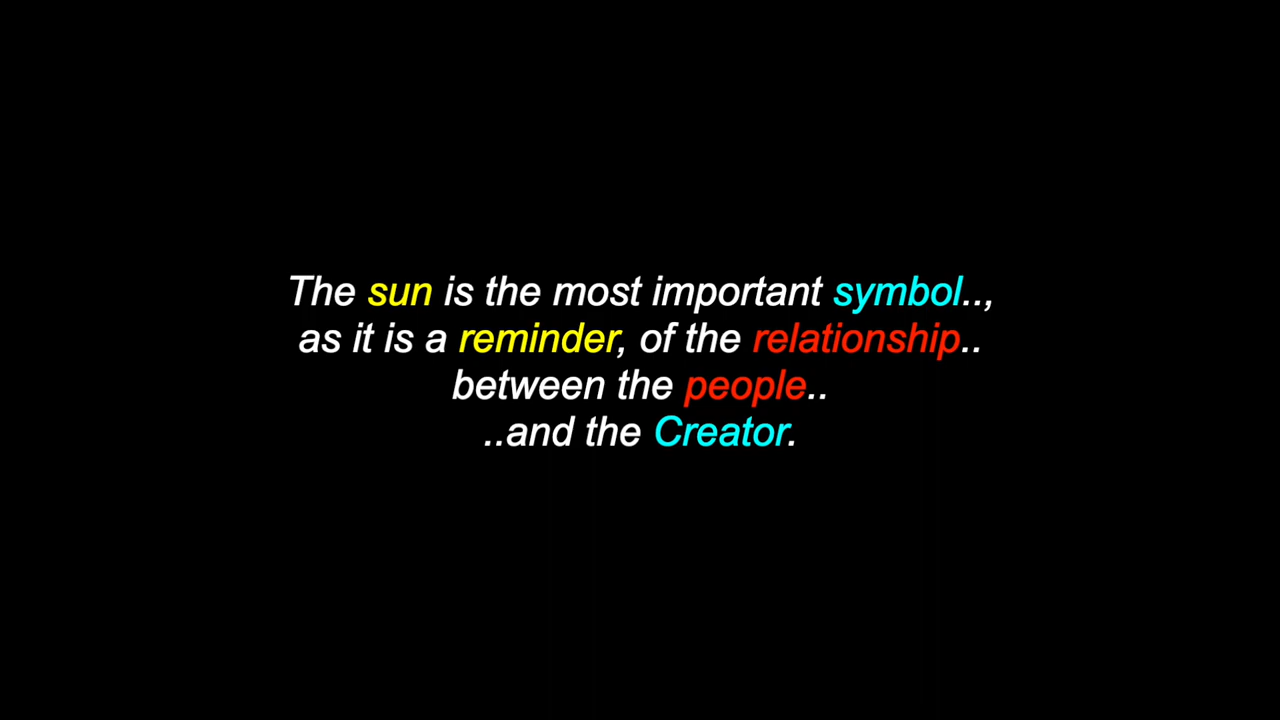 The sun is the most important symbol..,
as it is a reminder, of the relationship..
between the people..
..and the Creator.